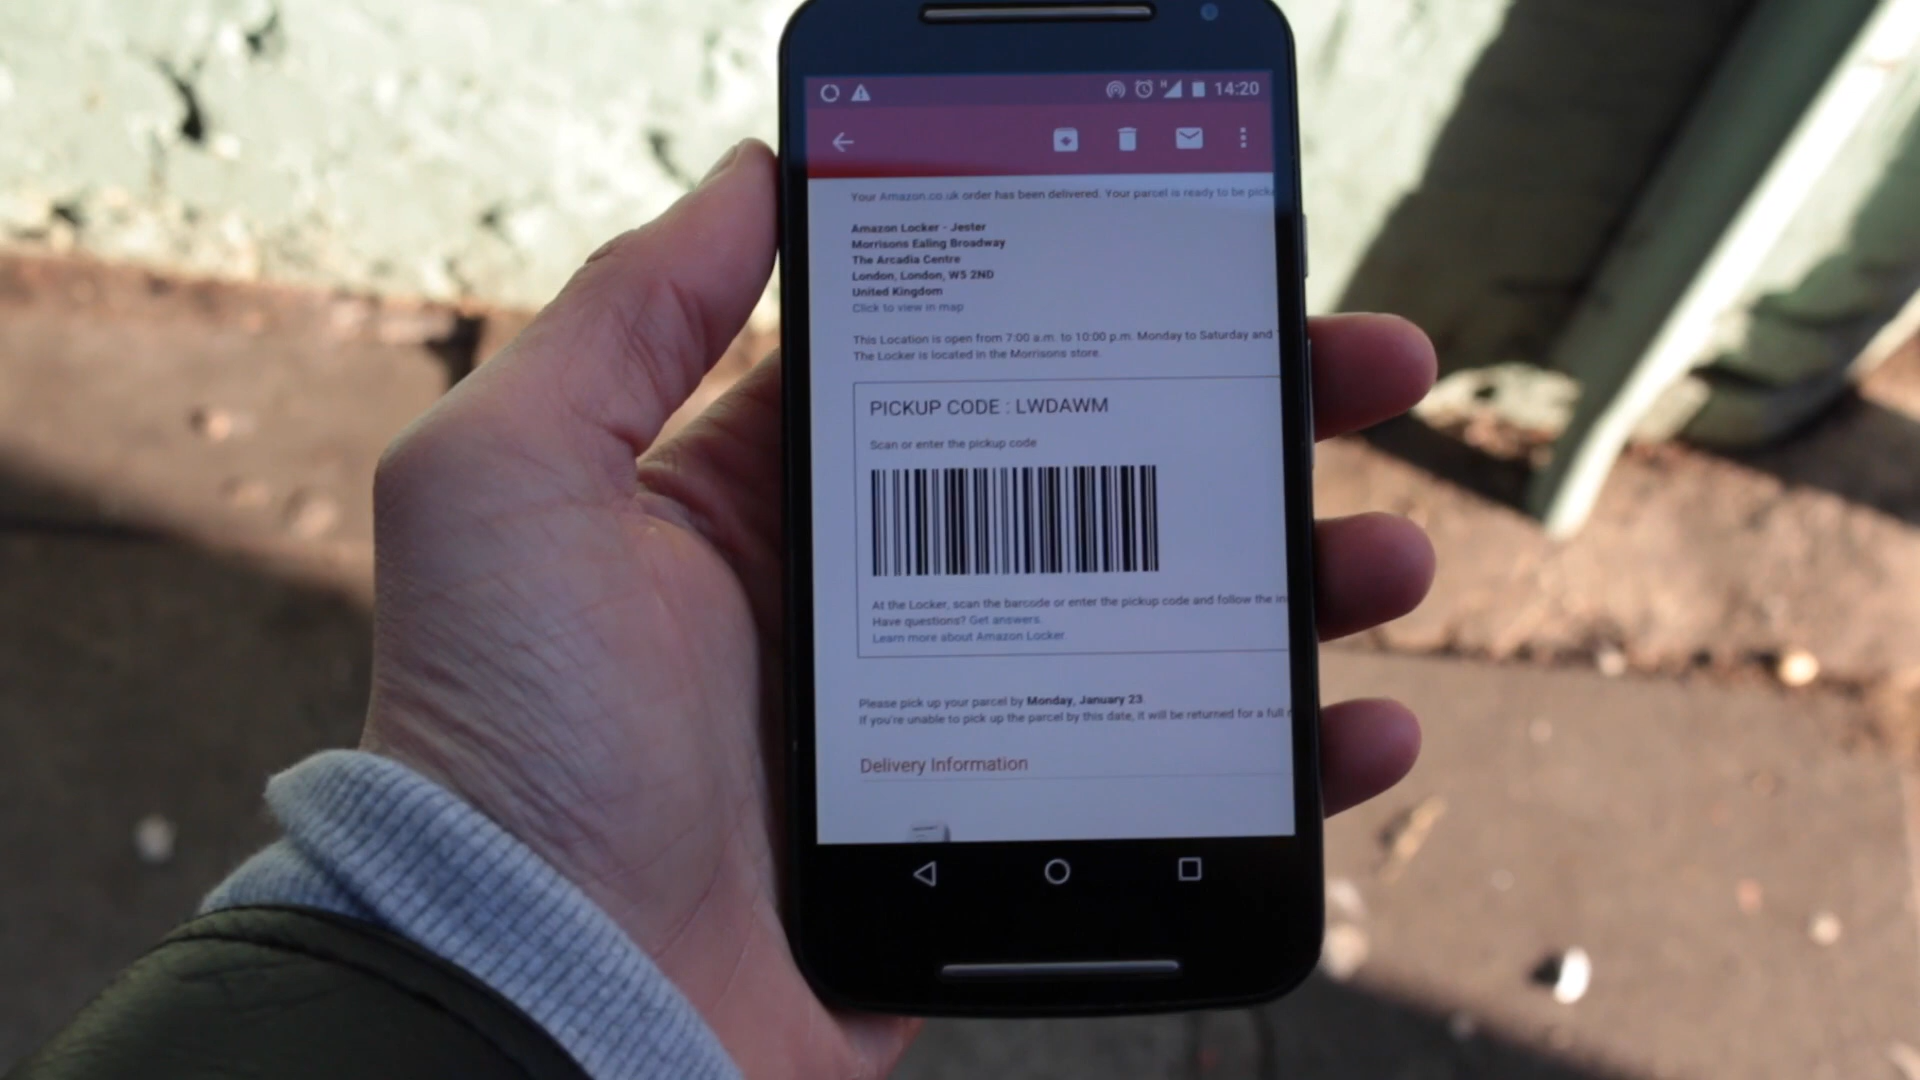 14:20
Your Amazon.co.uk order has been delivered. Your parcel is ready to be
Amazon Locker - Jester
Morrisons Ealing Broadway
The Arcadia Centre
London, London, W5 2ND
United Kingdom
Click to view in map
This Location is open from 7:00 a.m. to 10:00 p.m. Monday to Saturday and
The Locker is located in the Morrisons store.
PICKUP CODE : LWDAWM
Scan or enter the pickup code
At the Locker, scan the barcode or enter the pickup code and follow the
Have questions? Get answers.
Learn more about Amazon Locker.
Please pick up your parcel by Monday, January 23.
If you're unable to pick up the parcel by this date, it will be returned for a full
Delivery Information